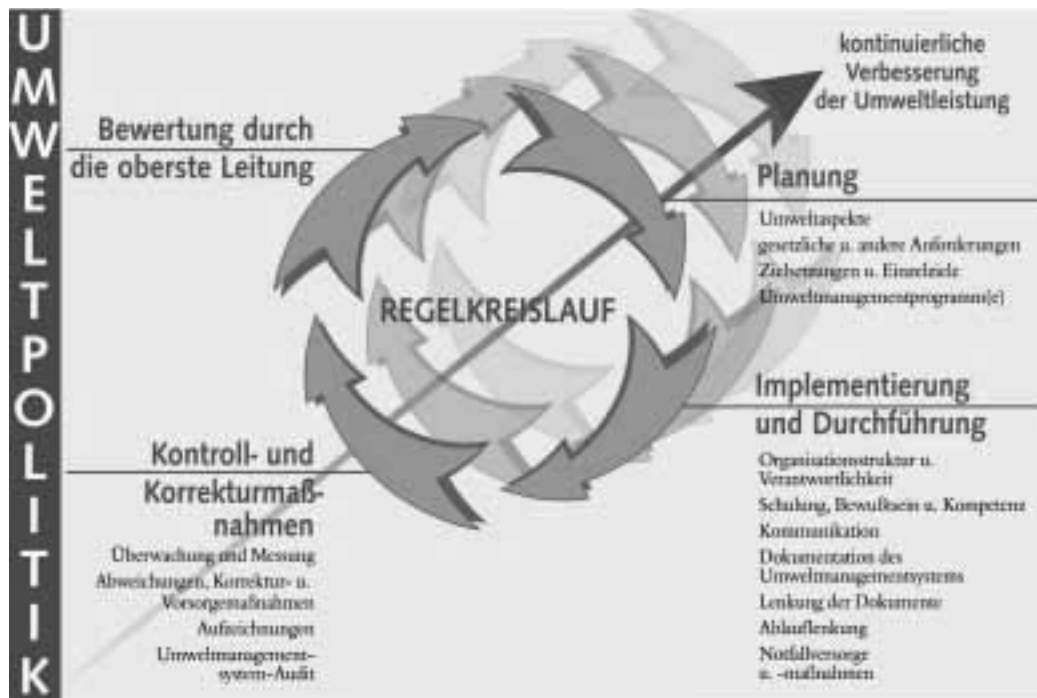 UMWELTPOLITIK
kontinuierliche
Verbesserung
der Umweltleistung
Bewertung durch
die oberste Leitung
Planung
Umweltaspekte
gesetzliche u. andere Anforderungen
Zielsetzungen u. Einzelziele
Umweltmanagementprogramm(e)
REGELKREISLAUF
Implementierung
und Durchführung
Organisationsstruktur u.
Verantwortlichkeit
Schulung, Bewußtsein u. Kompetenz
Kommunikation
Dokumentation des
Umweltmanagementsystems
Lenkung der Dokumente
Ablauflenkung
Notfallversorge
u. -maßnahmen
Kontroll- und
Korrekturmaß-
nahmen
Überwachung und Messung
Abweichungen, Korrektur- u.
Vorsorgemaßnahmen
Aufzeichnungen
Umweltmanagement-
system-Audit